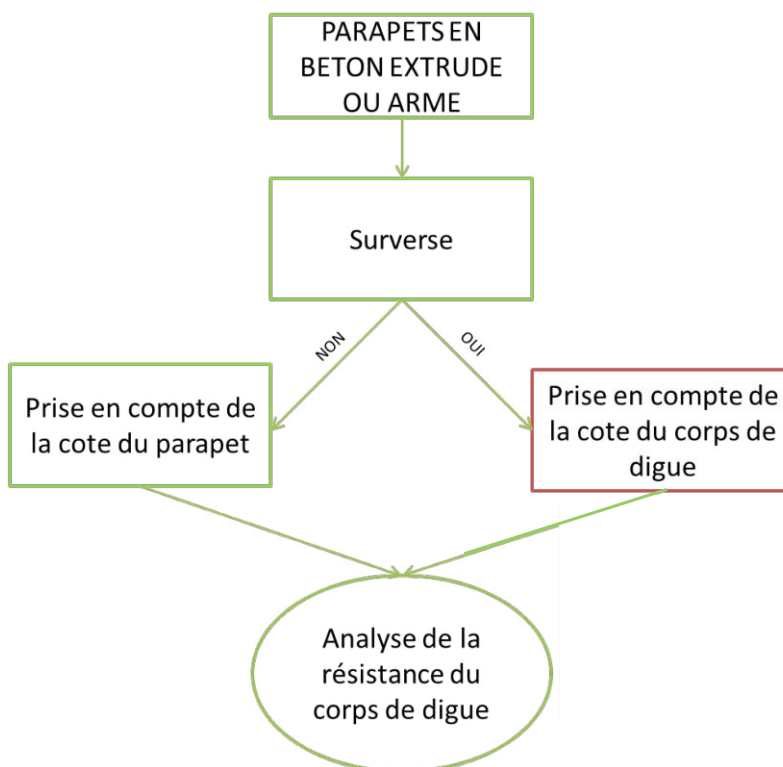 PARAPETS EN
BETON EXTRUDE
OU ARME
Surverse
NON
OUI
Prise en compte de
la cote du parapet
Prise en compte de
la cote du corps de
digue
Analyse de la
résistance du
corps de digue